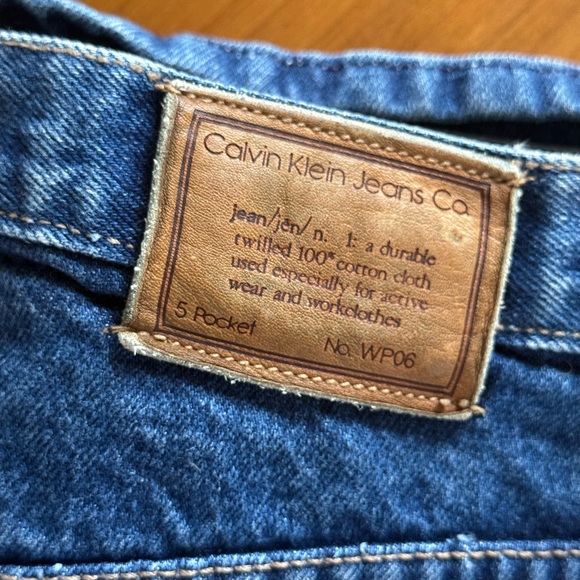 Calvin Klein Jeans Co.
jean/jēn/ n. 1: a durable
twilled 100% cotton cloth
used especially for active
wear and workclothes
5 Pocket No. WP06